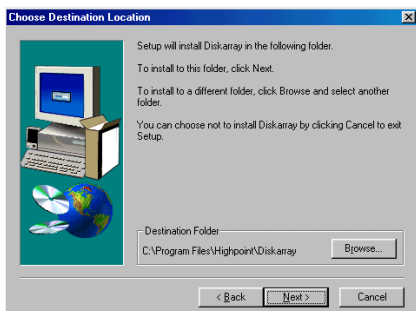 Choose Destination Location
Setup will install Diskarray in the following folder.
To install to this folder, click Next.
To install to a different folder, click Browse and select another
folder.
You can choose not to install Diskarray by clicking Cancel to exit
Setup.
Destination Folder
C:\Program Files\Highpoint\Diskarray
Browse...
< Back
Next >
Cancel